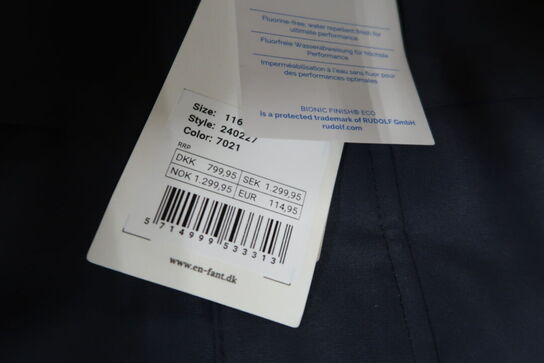 Fluorine-free, water repellent finish for
ultimate performance.
Fluorfreie Wasserabweisung für höchste
Performance
Imperméabilisation à l'eau sans fluor pour
des performances optimales
BIONIC FINISH® ECO
is a protected trademark of RUDOLF GmbH
rudolf.com
Size: 116
Style: 240227
Color: 7021
RRP
DKK 799,95 SEK 1.299,95
NOK 1.299,95 EUR 114,95
5 714999 533313
www.en-fant.dk